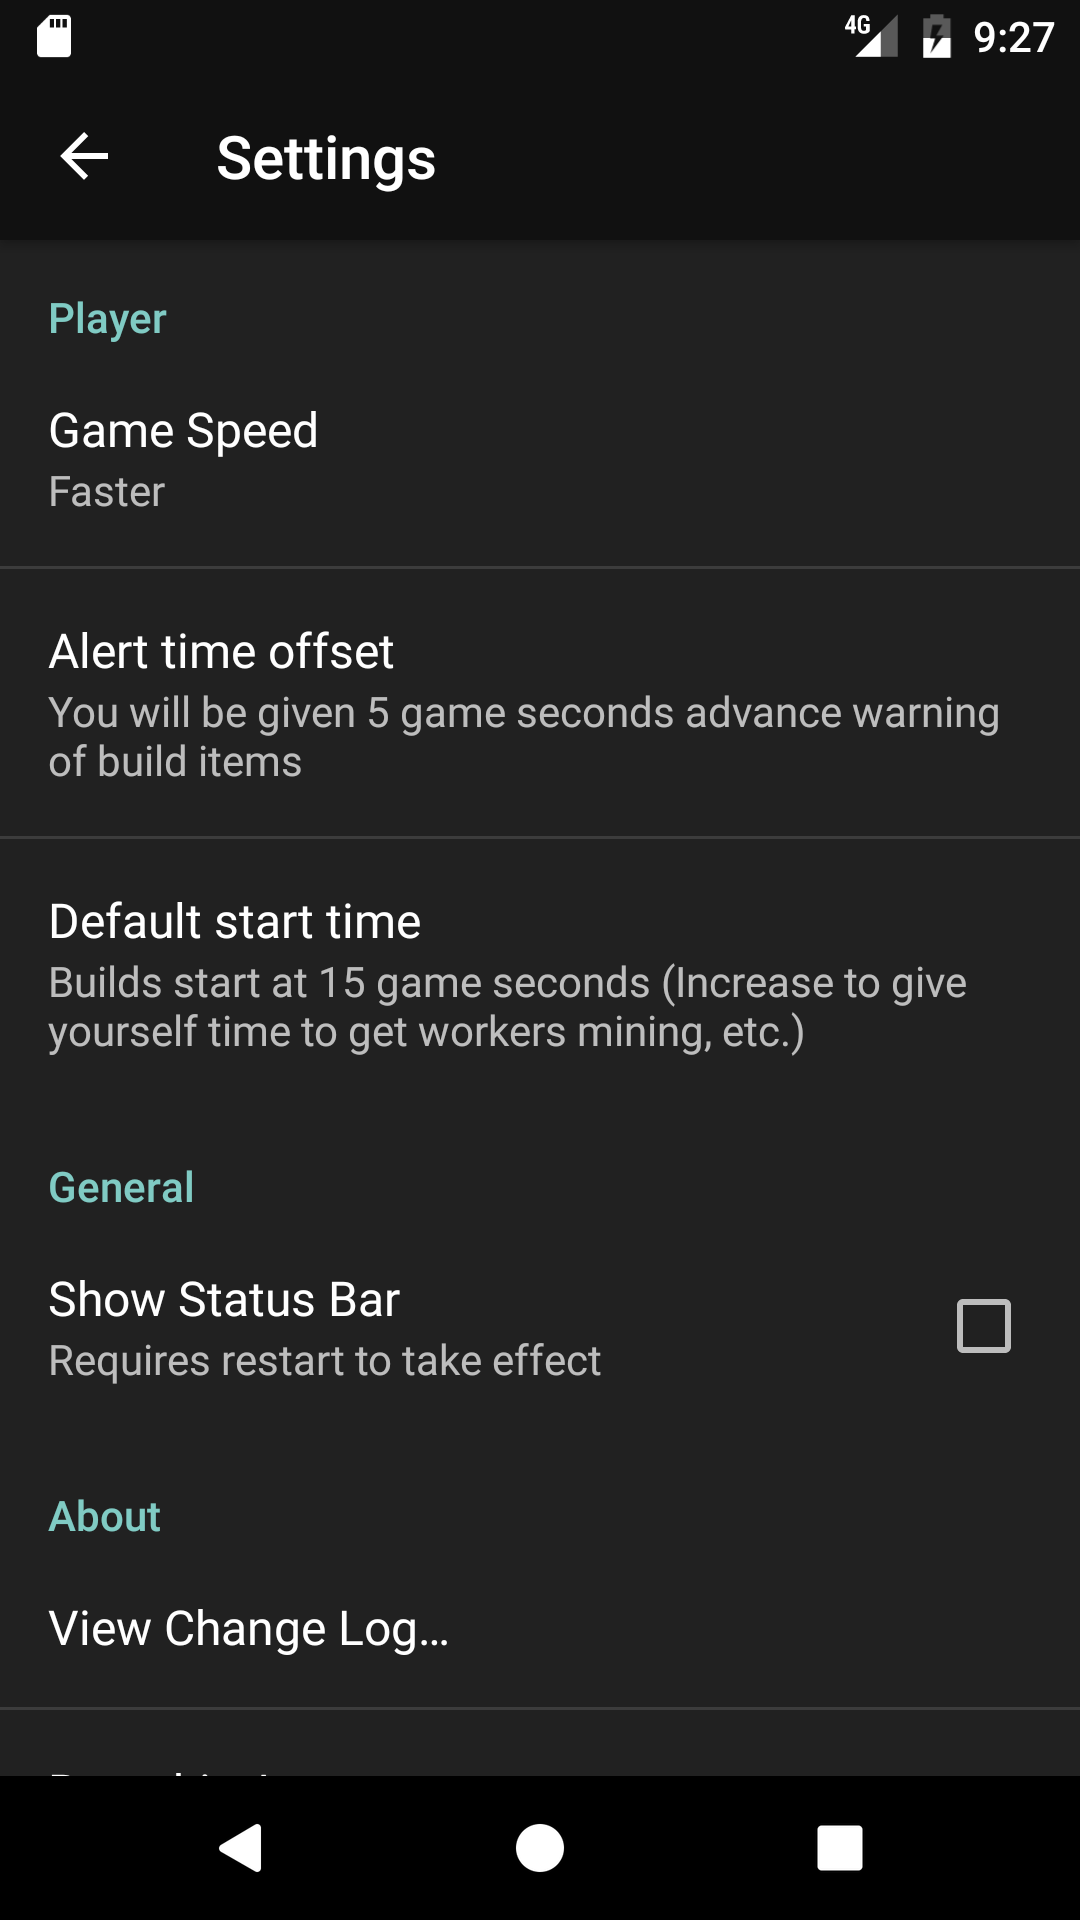 4G 9:27
Settings
Player
Game Speed
Faster
Alert time offset
You will be given 5 game seconds advance warning
of build items
Default start time
Builds start at 15 game seconds (Increase to give
yourself time to get workers mining, etc.)
General
Show Status Bar
Requires restart to take effect
About
View Change Log...